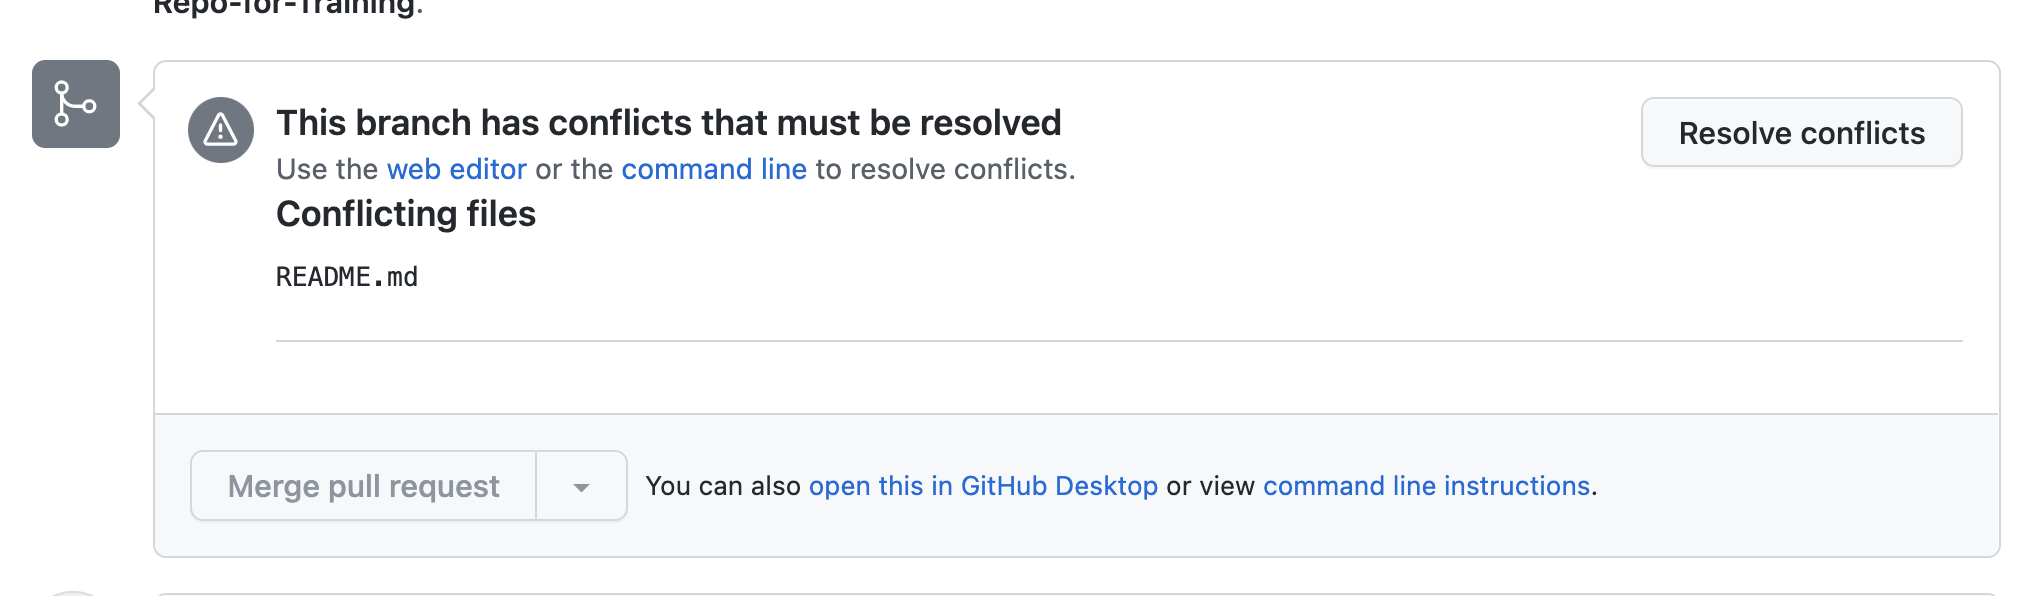 Repo-for-Training.
This branch has conflicts that must be resolved
Resolve conflicts
Use the web editor or the command line to resolve conflicts.
Conflicting files
README.md
Merge pull request
You can also open this in GitHub Desktop or view command line instructions.